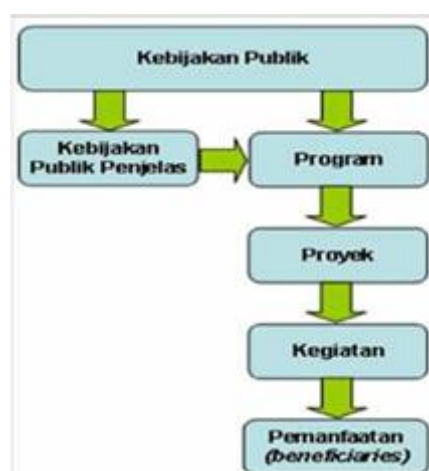 Kebijakan Publik
Kebijakan
Publik Penjelas
Program
Proyek
Kegiatan
Pemanfaatan
(beneficiaries)